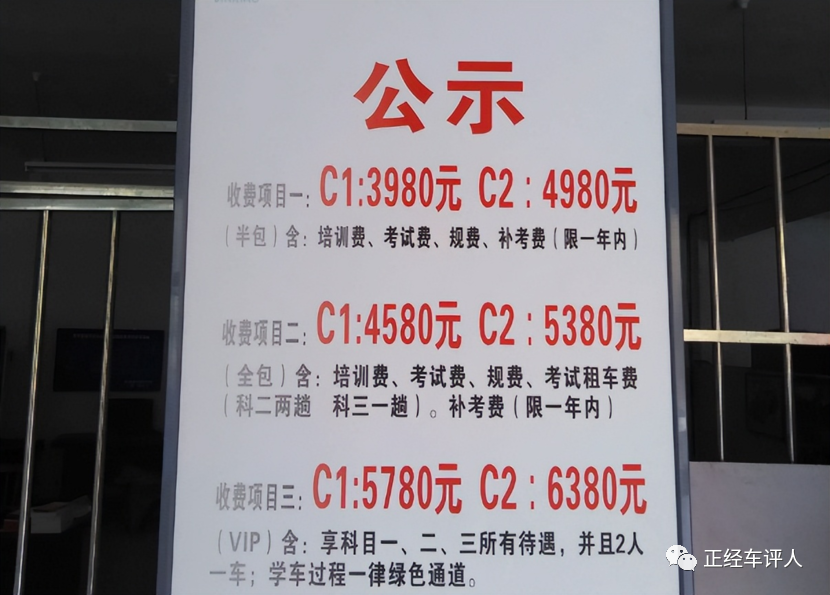 公示
收费项目一：C1:3980元 C2：4980元
（半包）含：培训费、考试费、规费、补考费（限一年内）
收费项目二：C1:4580元 C2：5380元
（全包）含：培训费、考试费、规费、考试租车费
（科二两趟 科三一趟）。补考费（限一年内）
收费项目三：C1:5780元 C2：6380元
（VIP）含：享科目一、二、三所有待遇，并且2人
一车；学车过程一律绿色通道。
正经车评人